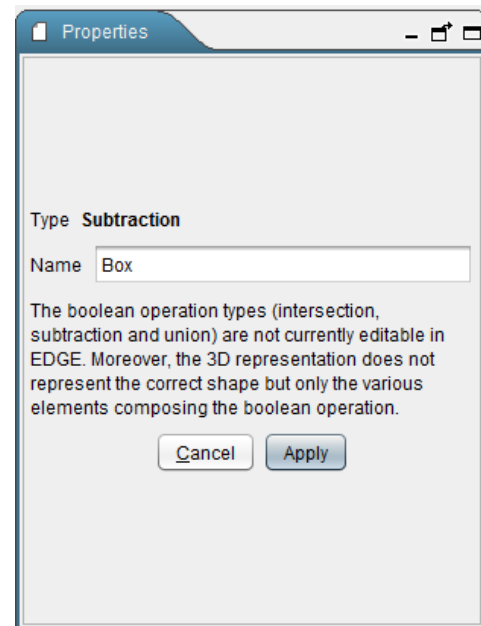 Properties
Type Subtraction
Name Box
The boolean operation types (intersection,
subtraction and union) are not currently editable in
EDGE. Moreover, the 3D representation does not
represent the correct shape but only the various
elements composing the boolean operation.
Cancel Apply